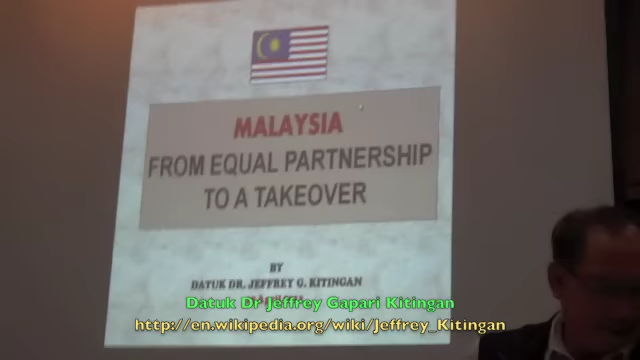 MALAYSIA
FROM EQUAL PARTNERSHIP
TO A TAKEOVER
BY
DATUK DR. JEFFREY G. KITINGAN
Datuk Dr Jeffrey Gapari Kitingan
http://en.wikipedia.org/wiki/Jeffrey_Kitingan